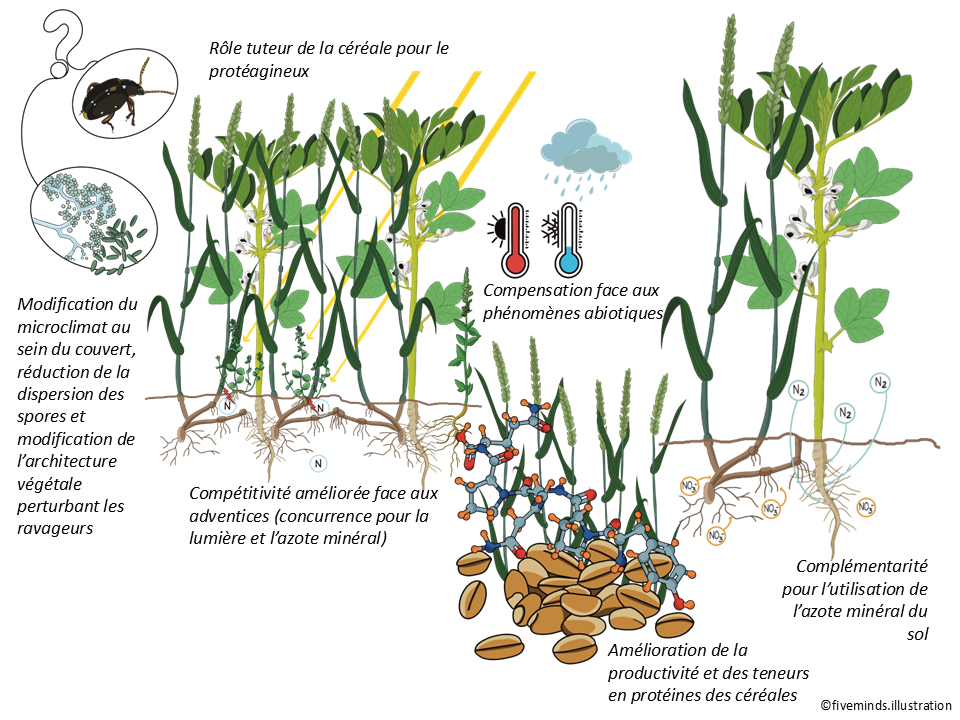 Rôle tuteur de la céréale pour le
protéagineux
Compensation face aux
phénomènes abiotiques
Modification du
microclimat au
sein du couvert,
réduction de la
dispersion des
spores et
modification de
l’architecture
végétale
perturbant les
ravageurs
N
N
N
Compétitivité améliorée face aux
adventices (concurrence pour la
lumière et l’azote minéral)
N2
N2
N2
NO3-
NO3-
NO3-
NO3-
Complémentarité
pour l’utilisation de
l’azote minéral du
sol
Amélioration de la
productivité et des teneurs
en protéines des céréales
©fiveminds.illustration